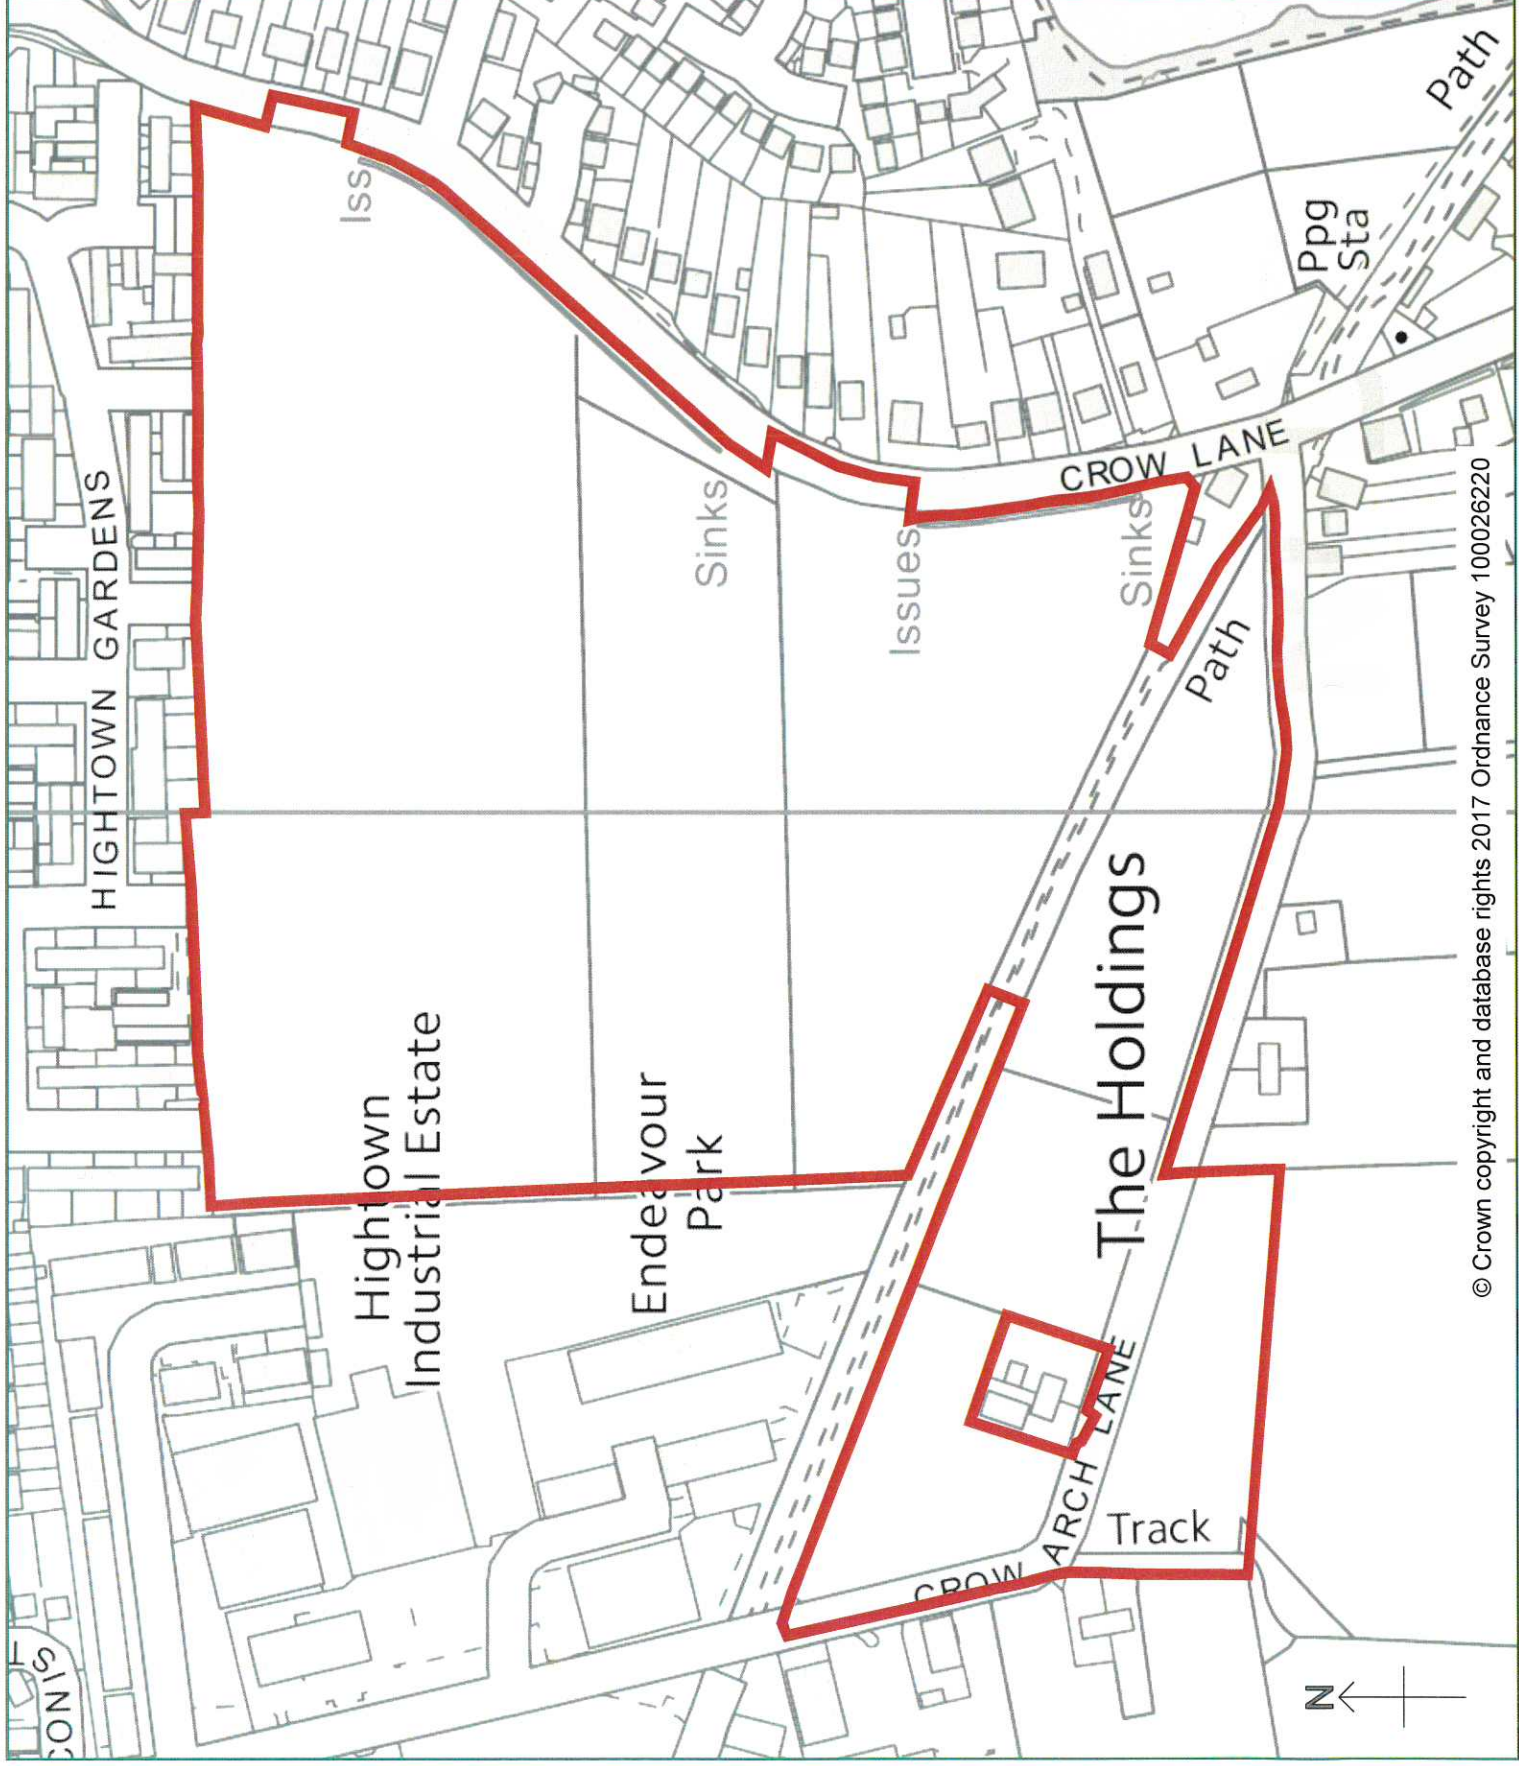 HIGHTOWN GARDENS
Iss
Path
Ppg
Sta
Sinks
Issues
CROW LANE
Sinks
Path
Hightown
Industrial Estate
Endeavour
Park
The Holdings
CROW ARCH LANE
Track
N
© Crown copyright and database rights 2017 Ordnance Survey 100026220